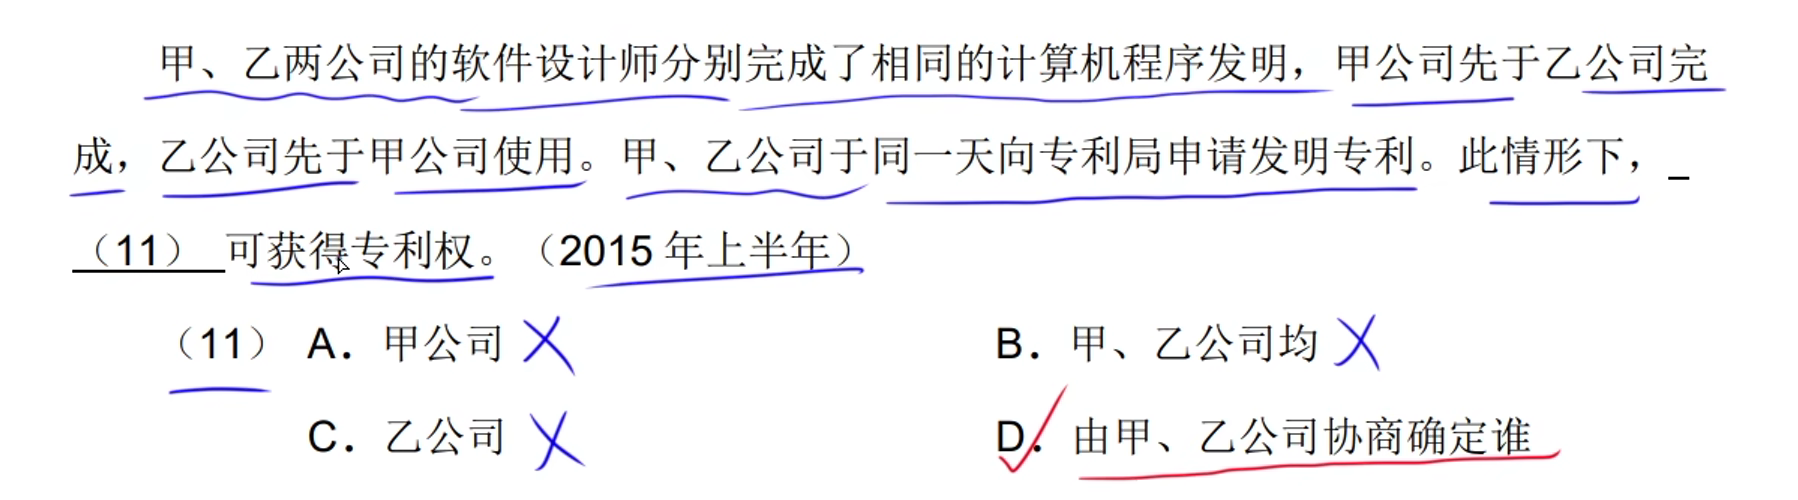 甲、乙两公司的软件设计师分别完成了相同的计算机程序发明，甲公司先于乙公司完
成，乙公司先于甲公司使用。甲、乙公司于同一天向专利局申请发明专利。此情形下，_
（11） 可获得专利权。（2015 年上半年）
（11） A．甲公司 B．甲、乙公司均
C．乙公司 D．由甲、乙公司协商确定谁